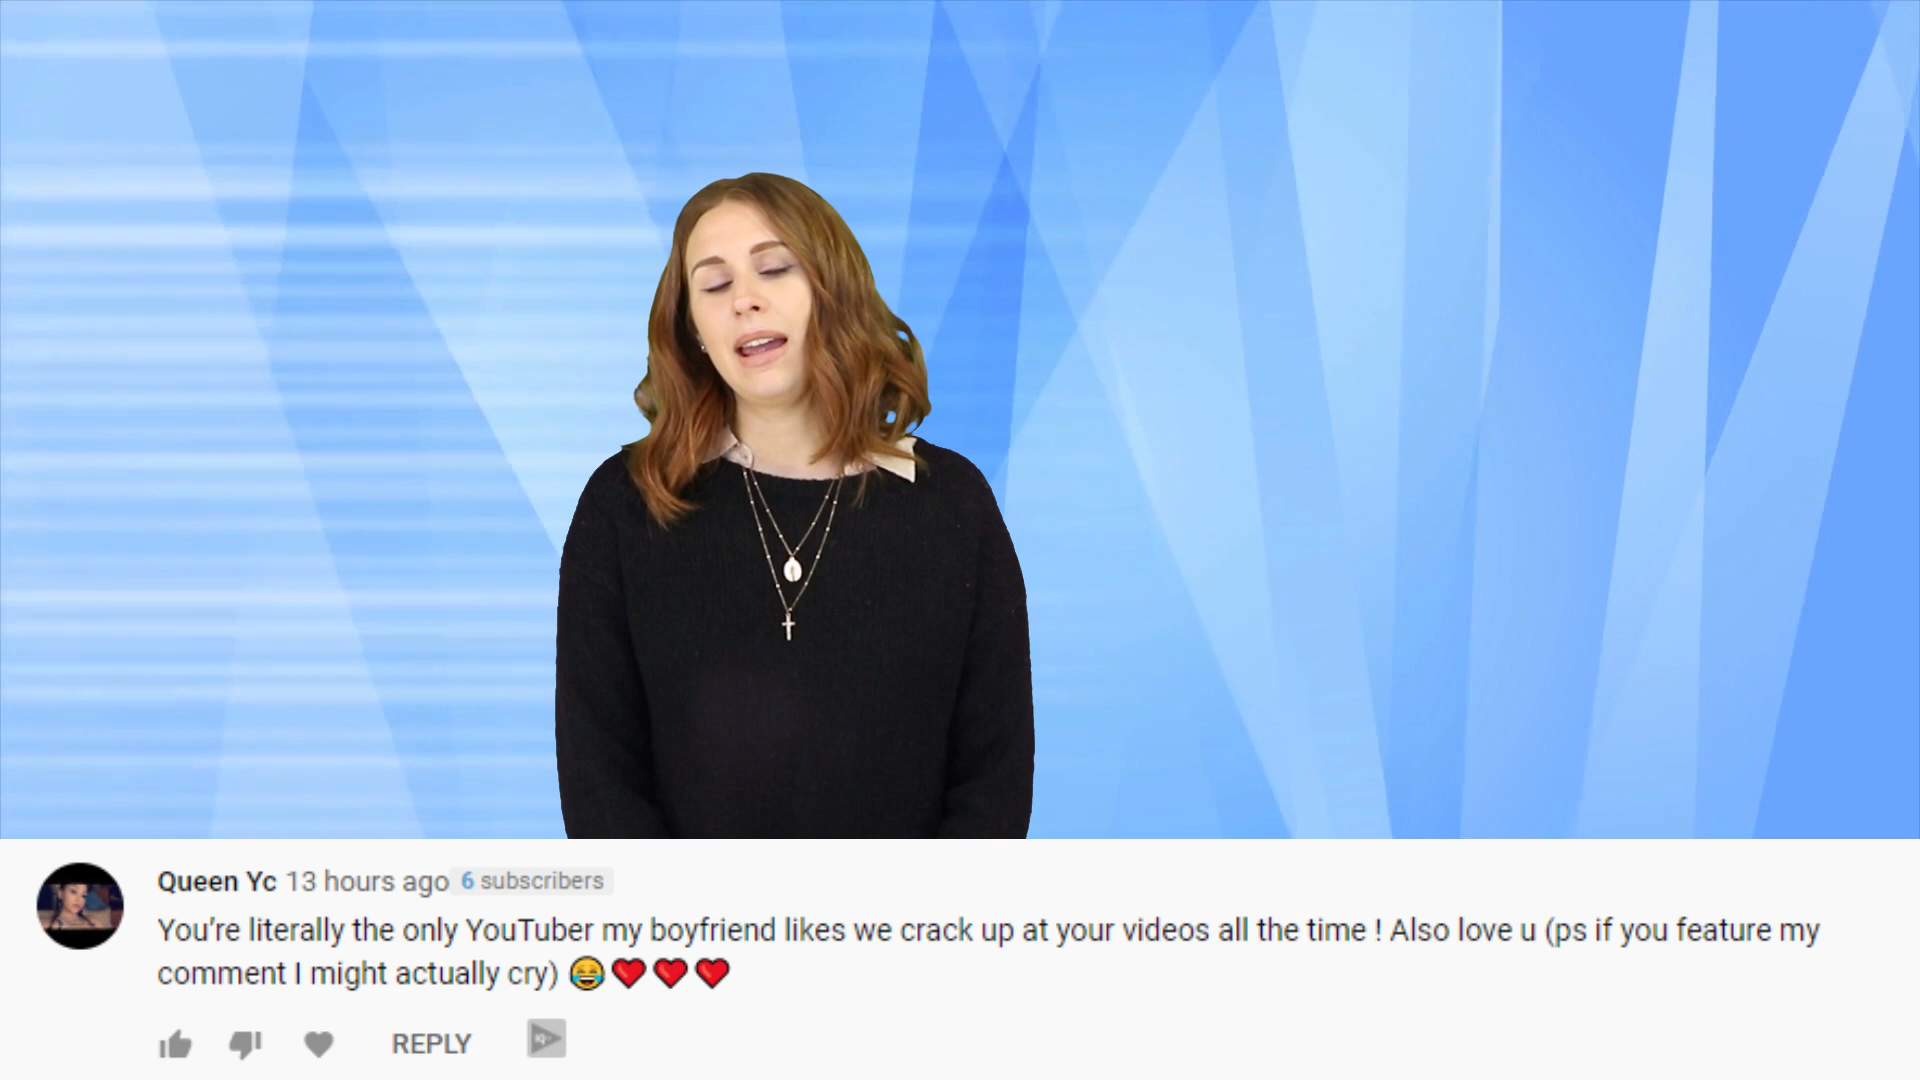 Queen Yc 13 hours ago 6 subscribers
You're literally the only YouTuber my boyfriend likes we crack up at your videos all the time ! Also love u (ps if you feature my
comment I might actually cry) 😂❤️❤️❤️
REPLY